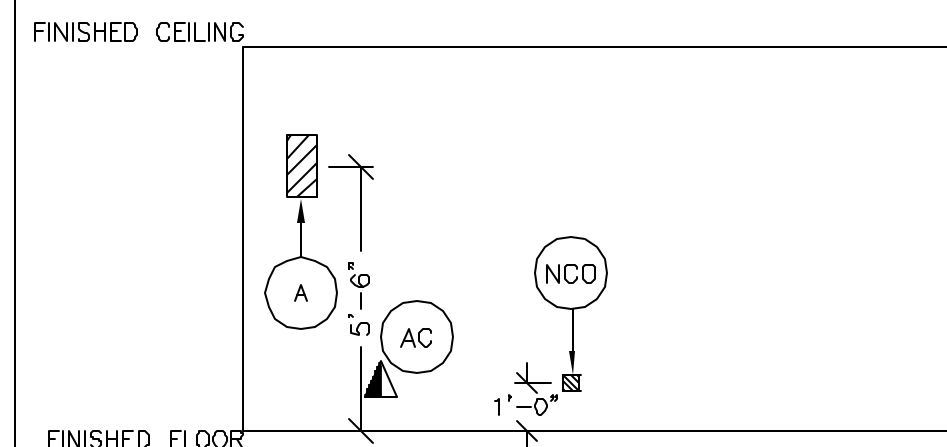 FINISHED CEILING
A
5'-6"
AC
NCO
1'-0"
FINISHED FLOOR